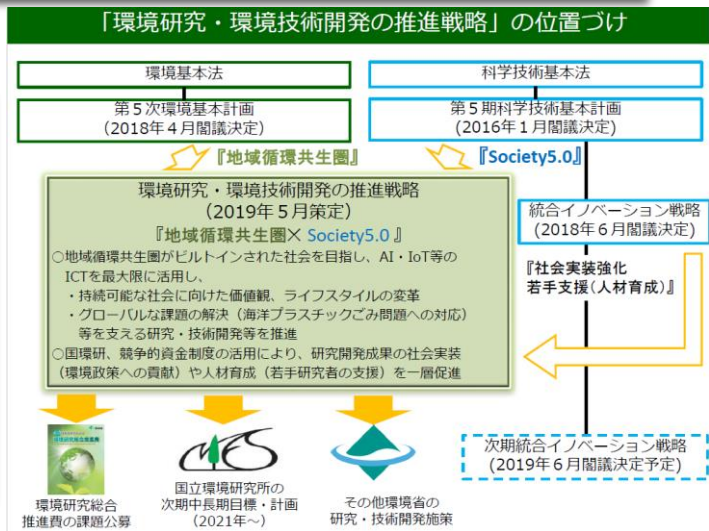 「環境研究・環境技術開発の推進戦略」の位置づけ
環境基本法
科学技術基本法
第5次環境基本計画
(2018年4月閣議決定)
第5期科学技術基本計画
(2016年1月閣議決定)
『地域循環共生圏』
『Society5.0』
環境研究・環境技術開発の推進戦略
(2019年5月策定)
『地域循環共生圏×Society5.0』
○地域循環共生圏がビルトインされた社会を目指し、AI・IoT等の
ICTを最大限に活用し、
・持続可能な社会に向けた価値観、ライフスタイルの変革
・グローバルな課題の解決（海洋プラスチックごみ問題への対応）
等を支える研究・技術開発等を推進
○国環研、競争的資金制度の活用により、研究開発成果の社会実装
（環境政策への貢献）や人材育成（若手研究者の支援）を一層促進
統合イノベーション戦略
(2018年6月閣議決定)
『社会実装強化
若手支援(人材育成)』
次期統合イノベーション戦略
(2019年6月閣議決定予定)
環境研究総合
推進費の課題公募
国立環境研究所の
次期中長期目標・計画
(2021年～)
その他環境省の
研究・技術開発施策